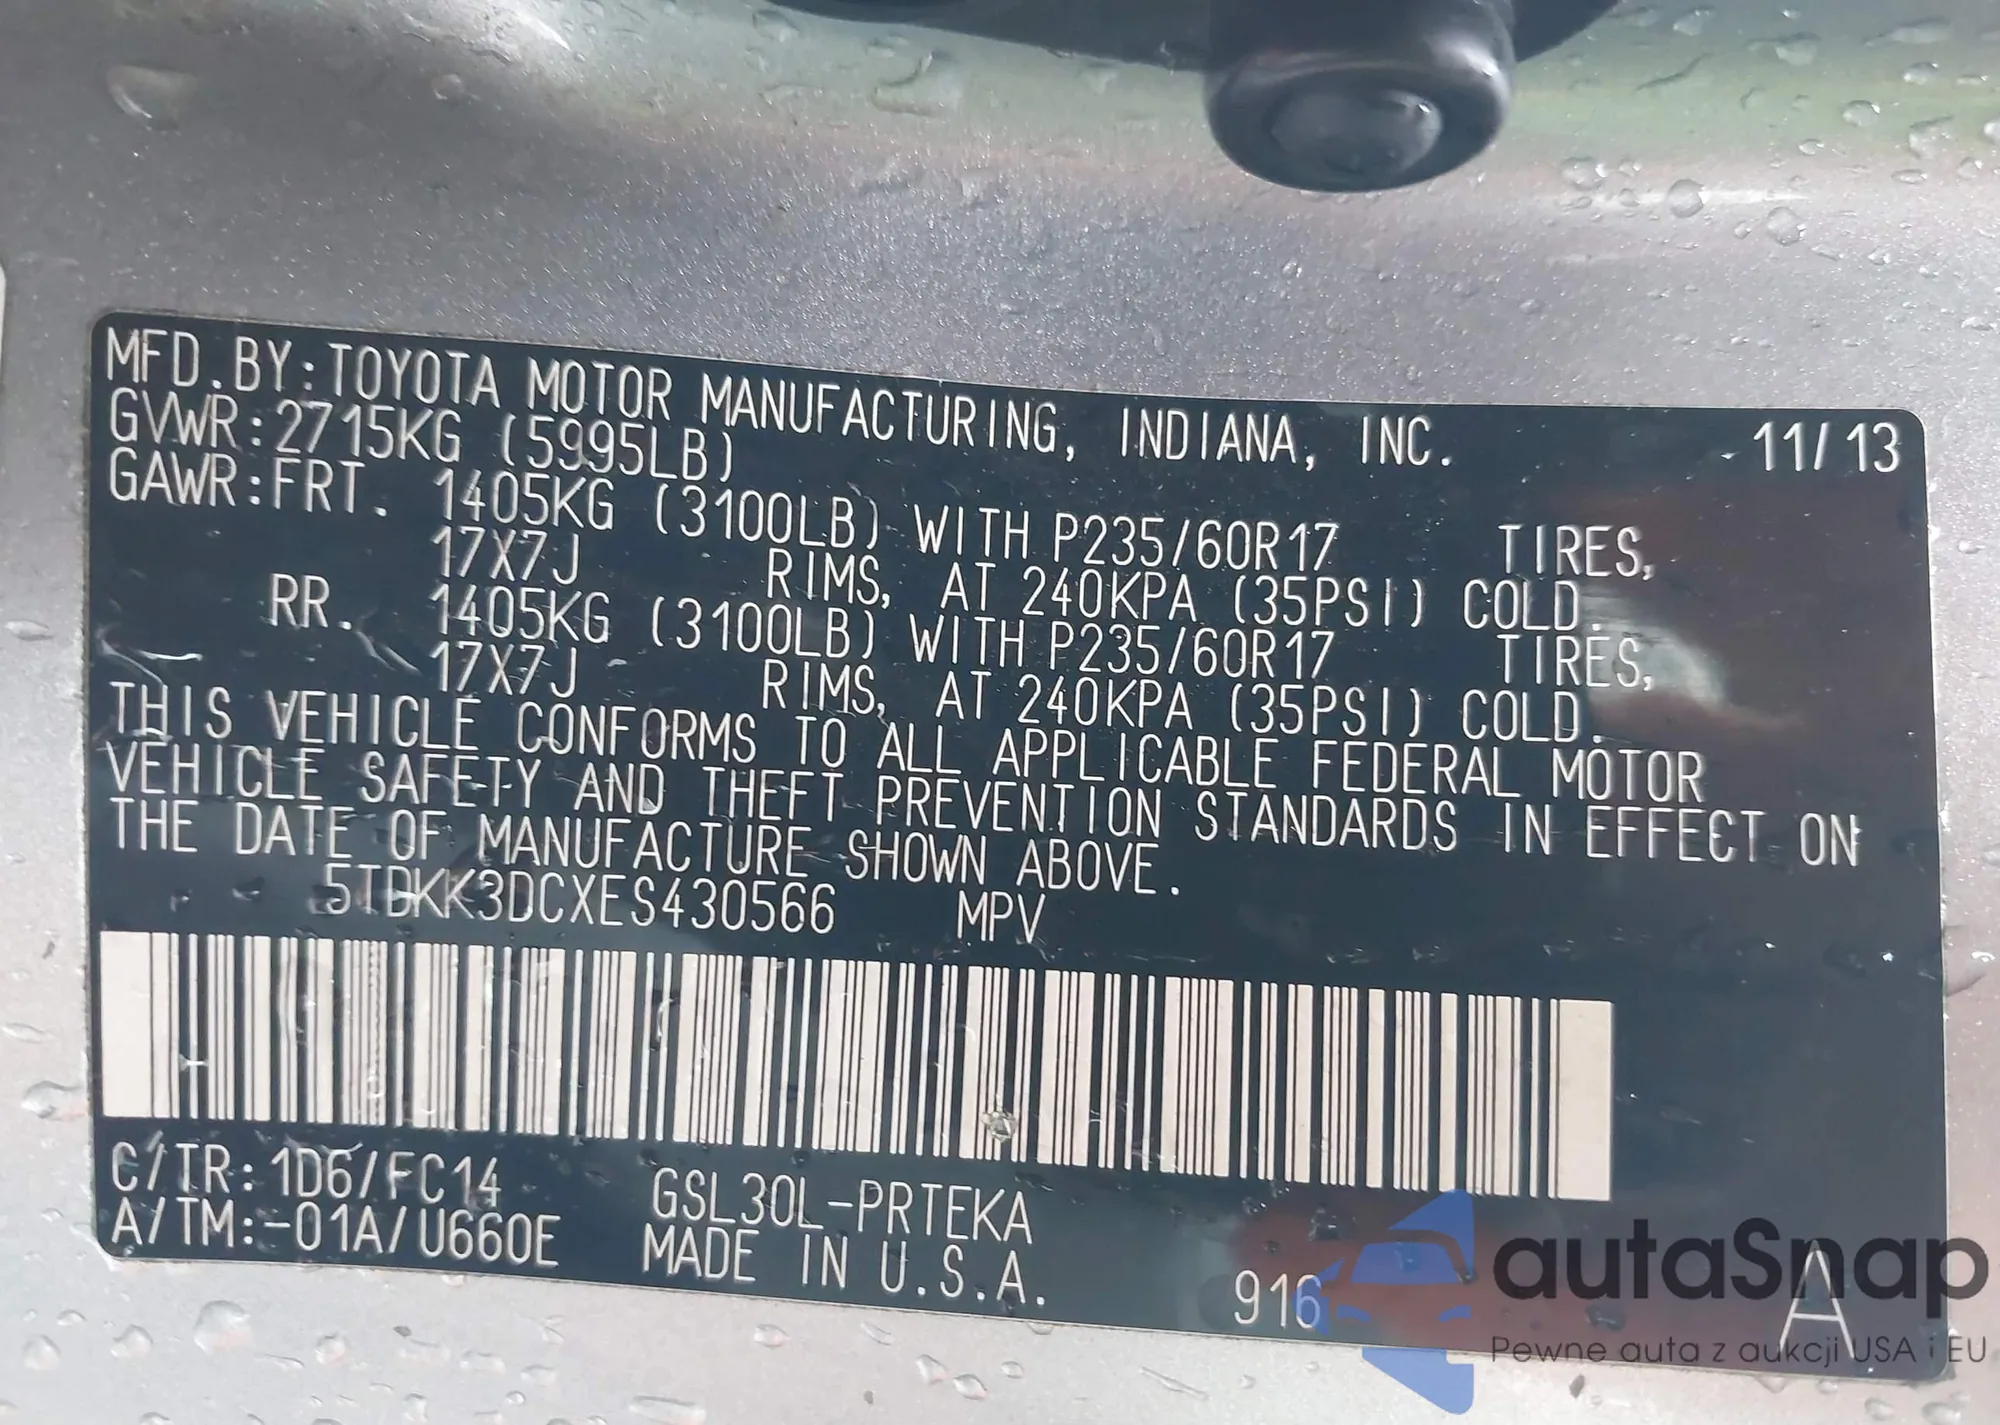 MFD.BY:TOYOTA MOTOR MANUFACTURING, INDIANA, INC. 11/13
GVWR:2715KG (5995LB)
GAWR:FRT. 1405KG (3100LB) WITH P235/60R17 TIRES,
17X7J RIMS, AT 240KPA (35PSI) COLD.
RR. 1405KG (3100LB) WITH P235/60R17 TIRES,
17X7J RIMS, AT 240KPA (35PSI) COLD.
THIS VEHICLE CONFORMS TO ALL APPLICABLE FEDERAL MOTOR
VEHICLE SAFETY AND THEFT PREVENTION STANDARDS IN EFFECT ON
THE DATE OF MANUFACTURE SHOWN ABOVE.
5TDKK3DCXES430566 MPV
C/TR:1D6/FC14 GSL30L-PRTEKA
A/TM:-01A/U660E MADE IN U.S.A.
916 A
autaSnap
Pewne auta z aukcji USA i EU